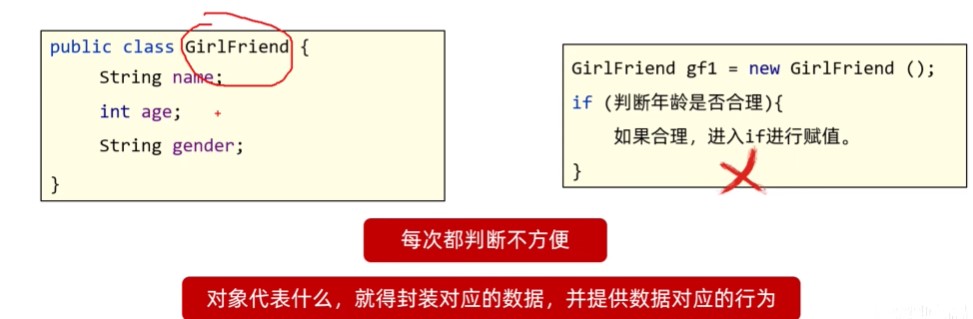 public class GirlFriend {
String name;
int age;
String gender;
}
GirlFriend gf1 = new GirlFriend ();
if (判断年龄是否合理){
如果合理，进入if进行赋值。
}
每次都判断不方便
对象代表什么，就得封装对应的数据，并提供数据对应的行为